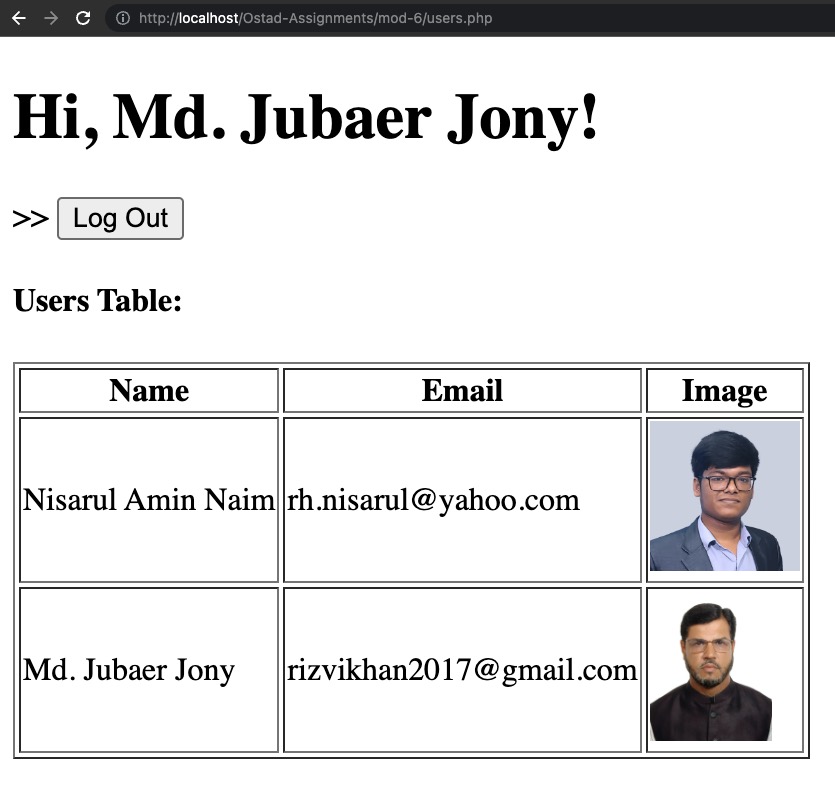 http://localhost/Ostad-Assignments/mod-6/users.php
Hi, Md. Jubaer Jony!
>> Log Out
Users Table:
Name Email Image
Nisarul Amin Naim rh.nisarul@yahoo.com
Md. Jubaer Jony rizvikhan2017@gmail.com